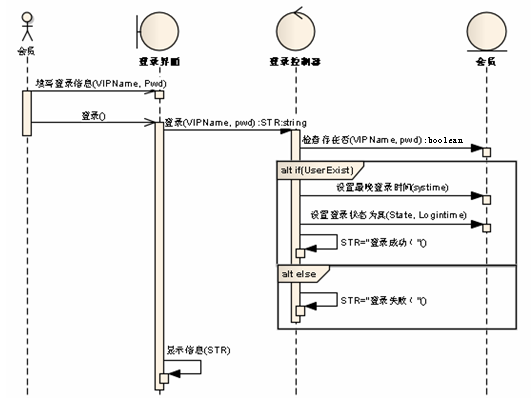 会员
登录界面
登录控制器
会员
填写登录信息(VIPName, Pwd)
登录()
登录(VIPName, pwd) :STR:string
检查存在否(VIPName, pwd) :boolean
alt if(UserExist)
设置最晚登录时间(systime)
设置登录状态为真(State, Logintime)
STR="登录成功！"()
alt else
STR="登录失败！"()
显示信息(STR)